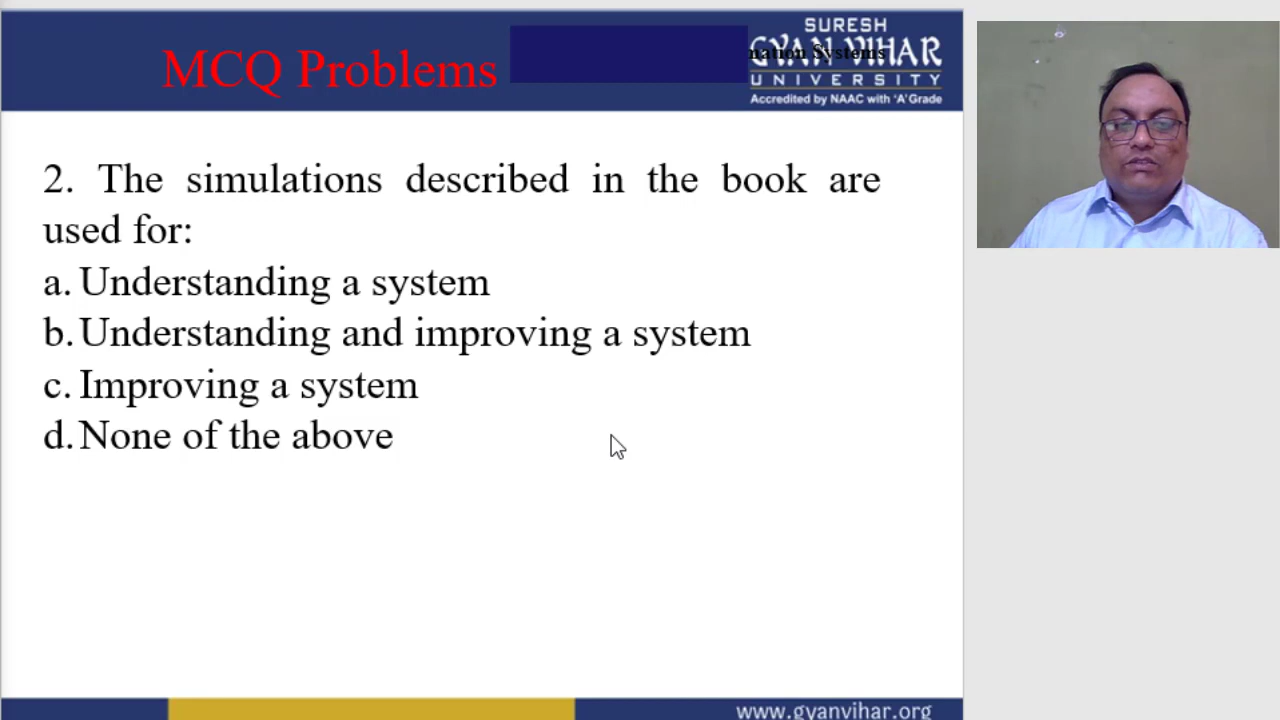 MCQ Problems
SURESH
GYAN VIHAR
UNIVERSITY
Accredited by NAAC with 'A' Grade
Systems
2. The simulations described in the book are
used for:
a. Understanding a system
b. Understanding and improving a system
c. Improving a system
d. None of the above
www.gyanvihar.org